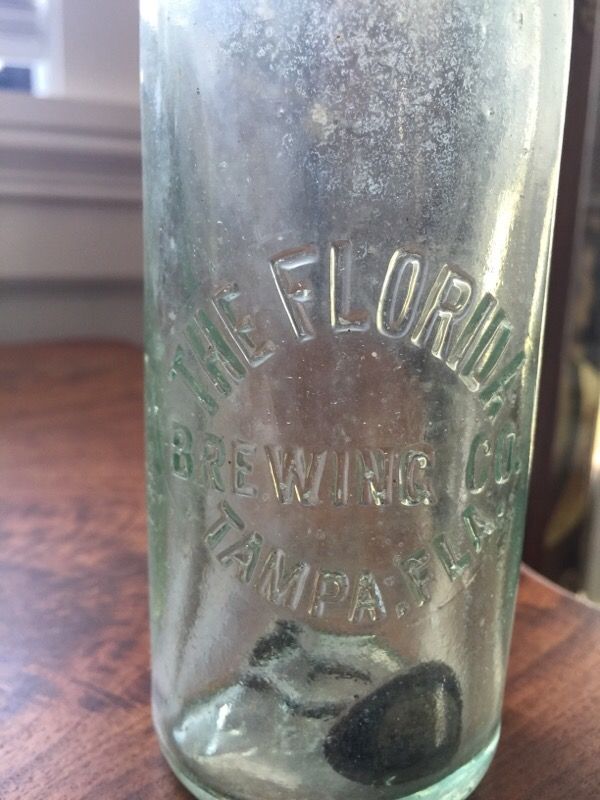 THE FLORIDA
BREWING CO.
TAMPA, FLA.